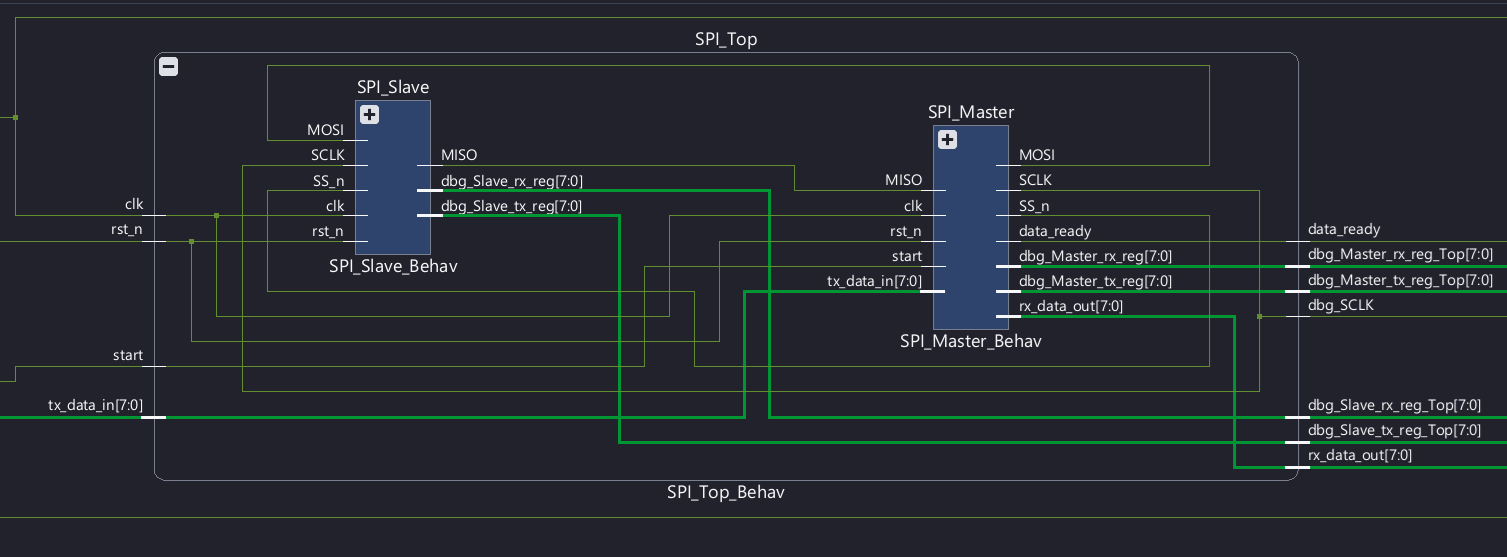 SPI_Top
SPI_Slave
MOSI
SCLK
SS_n
clk
rst_n
MISO
dbg_Slave_rx_reg[7:0]
dbg_Slave_tx_reg[7:0]
SPI_Slave_Behav
SPI_Master
MISO
clk
rst_n
start
tx_data_in[7:0]
MOSI
SCLK
SS_n
data_ready
dbg_Master_rx_reg[7:0]
dbg_Master_tx_reg[7:0]
rx_data_out[7:0]
SPI_Master_Behav
clk
rst_n
start
tx_data_in[7:0]
data_ready
dbg_Master_rx_reg_Top[7:0]
dbg_Master_tx_reg_Top[7:0]
dbg_SCLK
dbg_Slave_rx_reg_Top[7:0]
dbg_Slave_tx_reg_Top[7:0]
rx_data_out[7:0]
SPI_Top_Behav